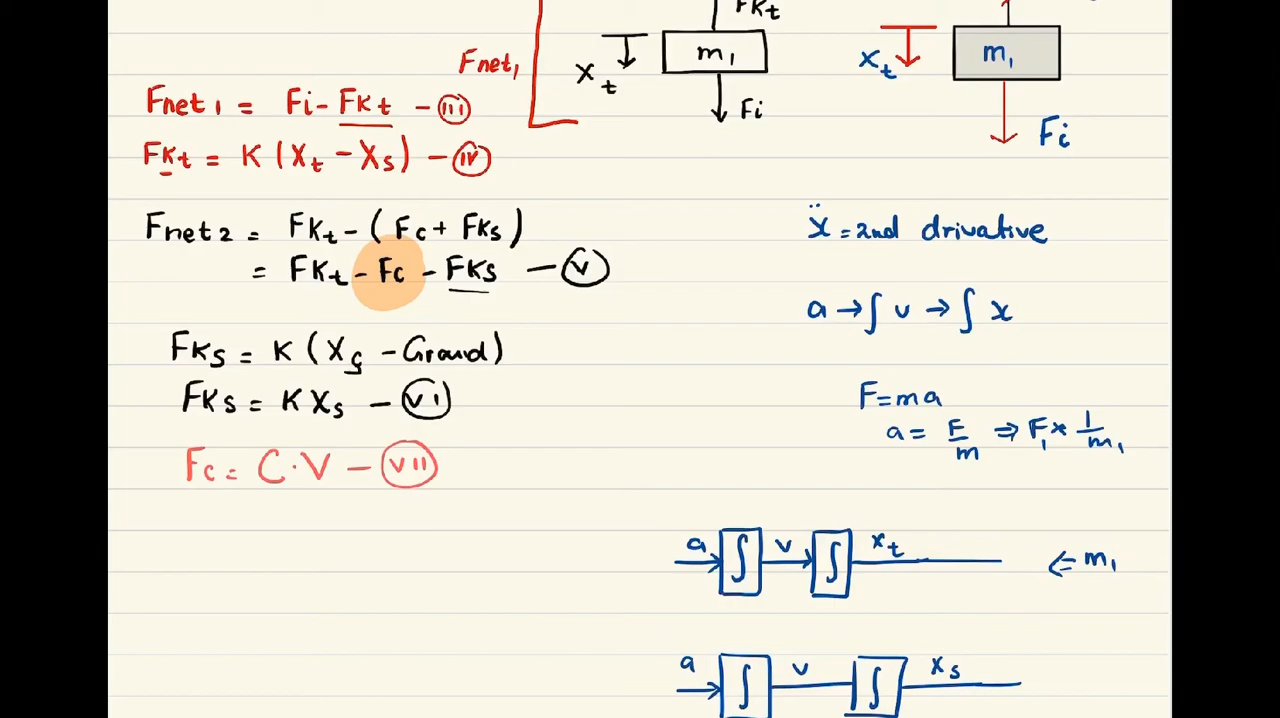 FKt
Fnet1
m1
Xt
Fi
m1
Xt
Fi
Fnet1 = Fi - FKt - III
FKt = K (Xt - Xs) - IV
Fnet2 = FKt - (Fc + FKs)
= FKt - Fc - FKs - V
FKs = K (Xs - Ground)
FKs = K Xs - VI
Fc = C·V - VII
ẍ = 2nd drivative
a → ∫ v → ∫ x
F = ma
a = F/m ⇒ F1 * 1/m1
a ∫ v ∫ xt ⇐ m1
a ∫ v ∫ xs